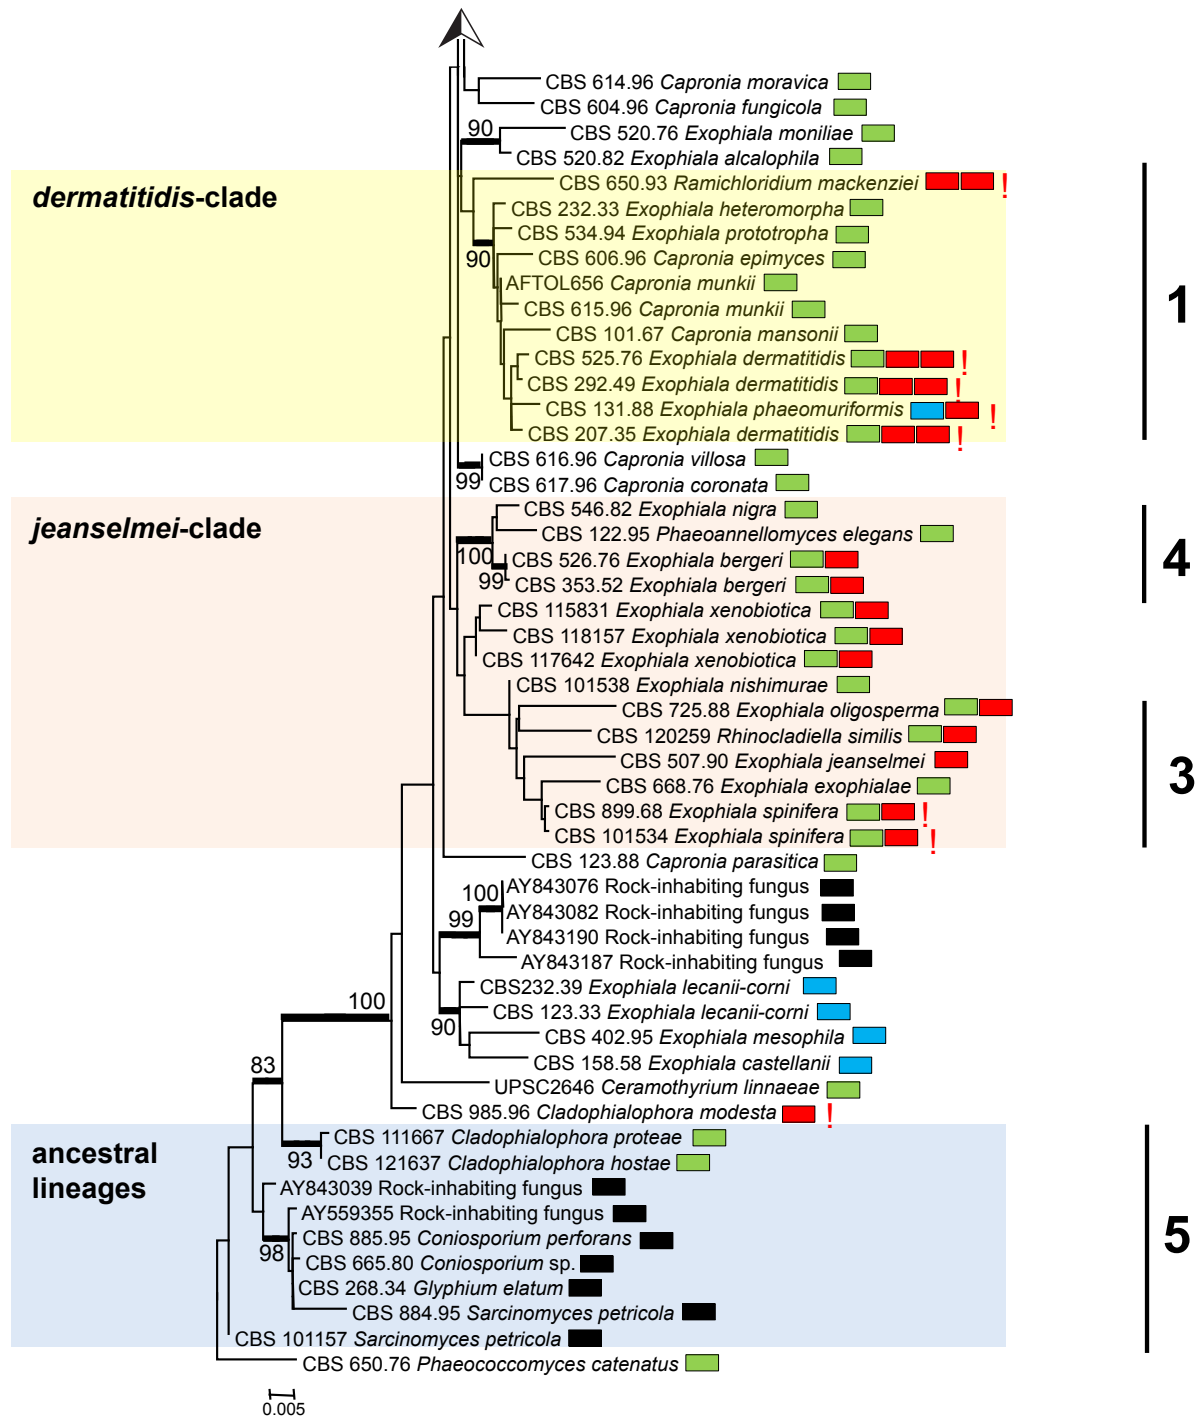 CBS 614.96 Capronia moravica
CBS 604.96 Capronia fungicola
90
CBS 520.76 Exophiala moniliae
CBS 520.82 Exophiala alcalophila
dermatitidis-clade
CBS 650.93 Ramichloridium mackenziei !
CBS 232.33 Exophiala heteromorpha
CBS 534.94 Exophiala prototropha
90
CBS 606.96 Capronia epimyces
AFTOL656 Capronia munkii
CBS 615.96 Capronia munkii
1
CBS 101.67 Capronia mansonii
CBS 525.76 Exophiala dermatitidis !
CBS 292.49 Exophiala dermatitidis !
CBS 131.88 Exophiala phaeomuriformis !
CBS 207.35 Exophiala dermatitidis !
CBS 616.96 Capronia villosa
99
CBS 617.96 Capronia coronata
jeanselmei-clade
CBS 546.82 Exophiala nigra
CBS 122.95 Phaeoannellomyces elegans
100
CBS 526.76 Exophiala bergeri
4
99
CBS 353.52 Exophiala bergeri
CBS 115831 Exophiala xenobiotica
CBS 118157 Exophiala xenobiotica
CBS 117642 Exophiala xenobiotica
CBS 101538 Exophiala nishimurae
CBS 725.88 Exophiala oligosperma
CBS 120259 Rhinocladiella similis
CBS 507.90 Exophiala jeanselmei
3
CBS 668.76 Exophiala exophialae
CBS 899.68 Exophiala spinifera !
CBS 101534 Exophiala spinifera !
CBS 123.88 Capronia parasitica
100
AY843076 Rock-inhabiting fungus
99
AY843082 Rock-inhabiting fungus
AY843190 Rock-inhabiting fungus
AY843187 Rock-inhabiting fungus
CBS232.39 Exophiala lecanii-corni
100
CBS 123.33 Exophiala lecanii-corni
90
CBS 402.95 Exophiala mesophila
CBS 158.58 Exophiala castellanii
83
UPSC2646 Ceramothyrium linnaeae
CBS 985.96 Cladophialophora modesta !
ancestral
lineages
CBS 111667 Cladophialophora proteae
93
CBS 121637 Cladophialophora hostae
AY843039 Rock-inhabiting fungus
AY559355 Rock-inhabiting fungus
5
CBS 885.95 Coniosporium perforans
98
CBS 665.80 Coniosporium sp.
CBS 268.34 Glyphium elatum
CBS 884.95 Sarcinomyces petricola
CBS 101157 Sarcinomyces petricola
CBS 650.76 Phaeococcomyces catenatus
0.005